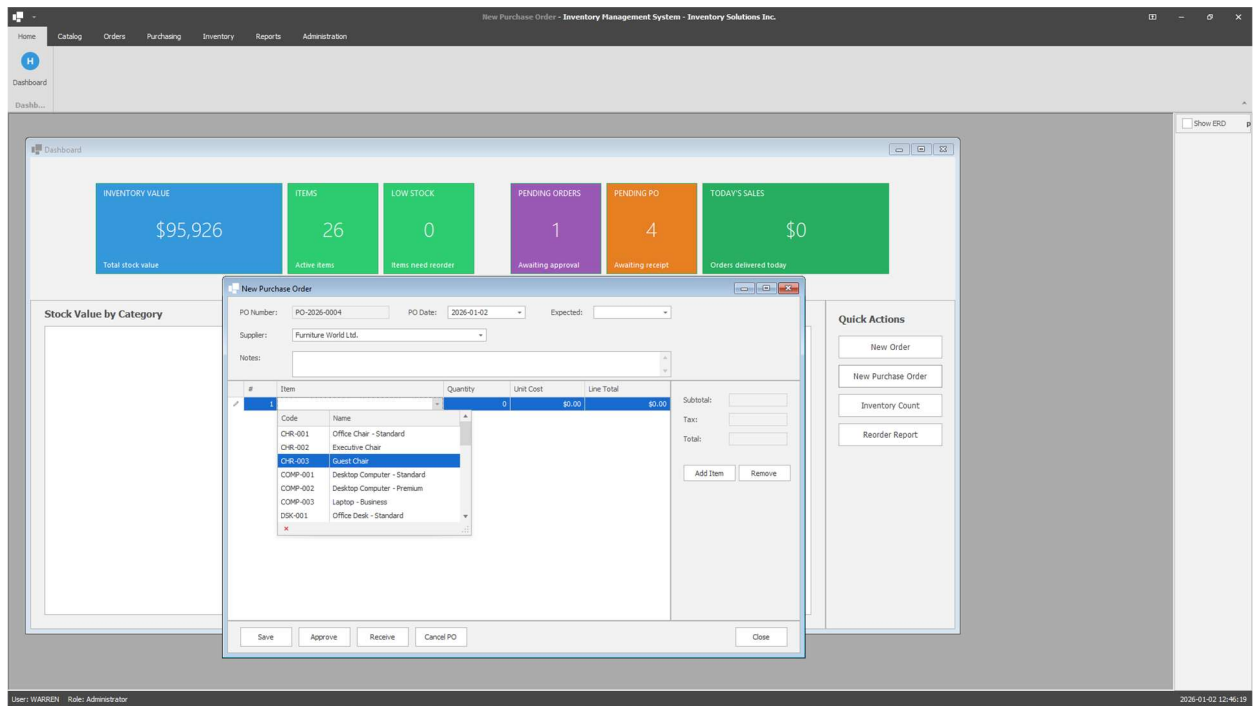 New Purchase Order - Inventory Management System - Inventory Solutions Inc.
Home Catalog Orders Purchasing Inventory Reports Administration
H
Dashboard
Dashb...
Show ERD
Dashboard
INVENTORY VALUE
$95,926
Total stock value
ITEMS
26
Active items
LOW STOCK
0
Items need reorder
PENDING ORDERS
1
Awaiting approval
PENDING PO
4
Awaiting receipt
TODAY'S SALES
$0
Orders delivered today
Stock Value by Category
New Purchase Order
PO Number: PO-2026-0004 PO Date: 2026-01-02 Expected:
Supplier: Furniture World Ltd.
Notes:
# Item Quantity Unit Cost Line Total
1 0 $0.00 $0.00
Code Name
CHR-001 Office Chair - Standard
CHR-002 Executive Chair
CHR-003 Guest Chair
COMP-001 Desktop Computer - Standard
COMP-002 Desktop Computer - Premium
COMP-003 Laptop - Business
DSK-001 Office Desk - Standard
Subtotal:
Tax:
Total:
Add Item Remove
Save Approve Receive Cancel PO Close
Quick Actions
New Order
New Purchase Order
Inventory Count
Reorder Report
User: WARREN Role: Administrator
2026-01-02 12:46:19